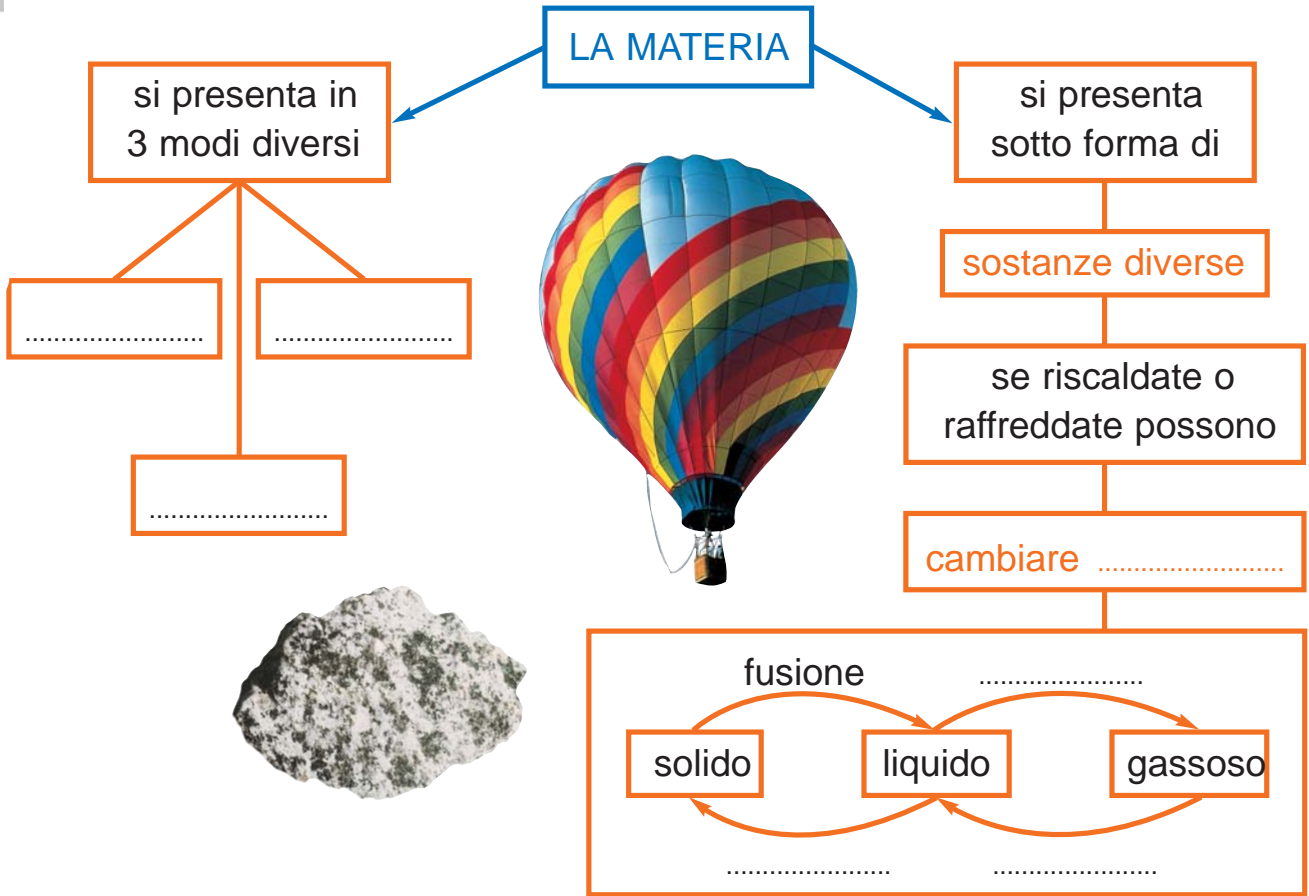 LA MATERIA
si presenta in
3 modi diversi
.........................
.........................
.........................
si presenta
sotto forma di
sostanze diverse
se riscaldate o
raffreddate possono
cambiare ..........................
fusione
.......................
solido
liquido
gassoso
.......................
.......................